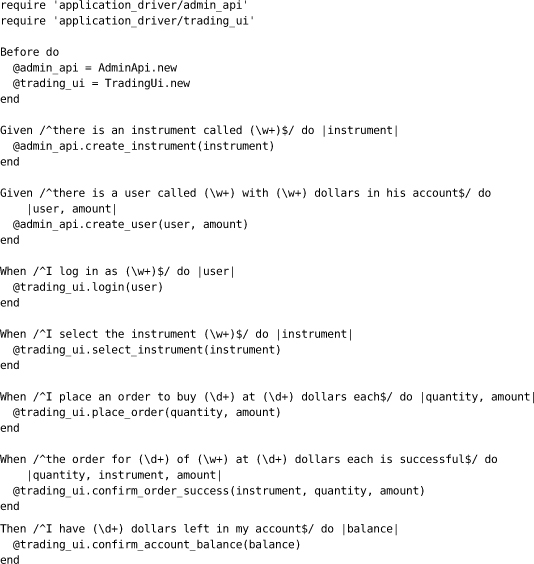 require 'application_driver/admin_api'
require 'application_driver/trading_ui'

Before do
  @admin_api = AdminApi.new
  @trading_ui = TradingUi.new
end

Given /^there is an instrument called (\w+)$/ do |instrument|
  @admin_api.create_instrument(instrument)
end

Given /^there is a user called (\w+) with (\w+) dollars in his account$/ do
    |user, amount|
  @admin_api.create_user(user, amount)
end

When /^I log in as (\w+)$/ do |user|
  @trading_ui.login(user)
end

When /^I select the instrument (\w+)$/ do |instrument|
  @trading_ui.select_instrument(instrument)
end

When /^I place an order to buy (\d+) at (\d+) dollars each$/ do |quantity, amount|
  @trading_ui.place_order(quantity, amount)
end

When /^the order for (\d+) of (\w+) at (\d+) dollars each is successful$/ do
    |quantity, instrument, amount|
  @trading_ui.confirm_order_success(instrument, quantity, amount)
end
Then /^I have (\d+) dollars left in my account$/ do |balance|
  @trading_ui.confirm_account_balance(balance)
end